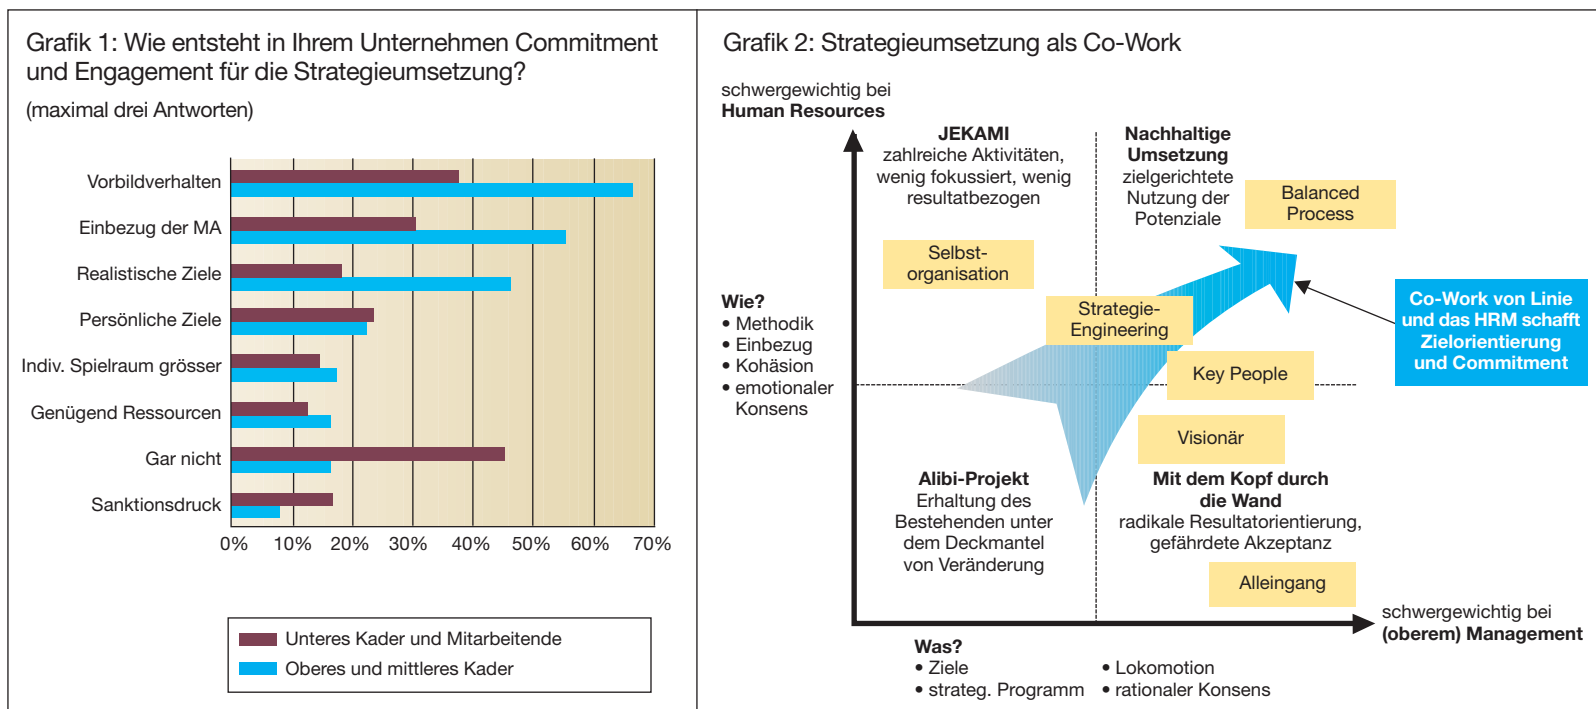 Grafik 1: Wie entsteht in Ihrem Unternehmen Commitment
und Engagement für die Strategieumsetzung?
(maximal drei Antworten)
Vorbildverhalten
Einbezug der MA
Realistische Ziele
Persönliche Ziele
Indiv. Spielraum grösser
Genügend Ressourcen
Gar nicht
Sanktionsdruck
0% 10% 20% 30% 40% 50% 60% 70%
Unteres Kader und Mitarbeitende
Oberes und mittleres Kader
Grafik 2: Strategieumsetzung als Co-Work
schwergewichtig bei
Human Resources
JEKAMI
zahlreiche Aktivitäten,
wenig fokussiert, wenig
resultatbezogen
Nachhaltige
Umsetzung
zielgerichtete
Nutzung der
Potenziale
Balanced
Process
Selbst-
organisation
Wie?
• Methodik
• Einbezug
• Kohäsion
• emotionaler
Konsens
Strategie-
Engineering
Co-Work von Linie
und das HRM schafft
Zielorientierung
und Commitment
Key People
Visionär
Alibi-Projekt
Erhaltung des
Bestehenden unter
dem Deckmantel
von Veränderung
Mit dem Kopf durch
die Wand
radikale Resultatorientierung,
gefährdete Akzeptanz
Alleingang
schwergewichtig bei
(oberem) Management
Was?
• Ziele
• strateg. Programm
• Lokomotion
• rationaler Konsens